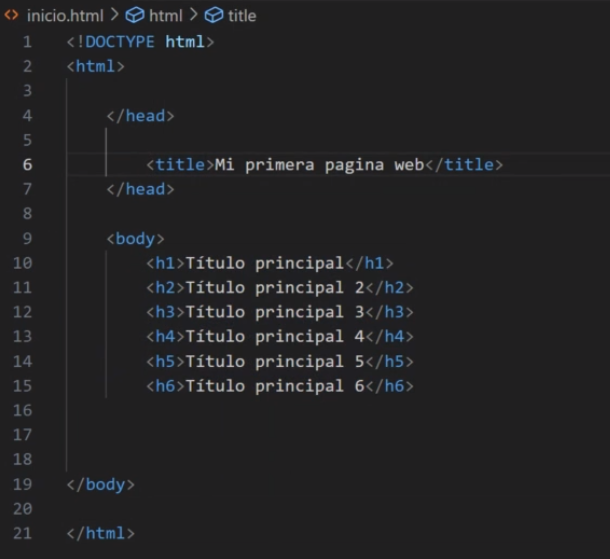 inicio.html > html > title
1 <!DOCTYPE html>
2 <html>
3
4 </head>
5
6 <title>Mi primera pagina web</title>
7 </head>
8
9 <body>
10 <h1>Título principal</h1>
11 <h2>Título principal 2</h2>
12 <h3>Título principal 3</h3>
13 <h4>Título principal 4</h4>
14 <h5>Título principal 5</h5>
15 <h6>Título principal 6</h6>
16
17
18
19 </body>
20
21 </html>